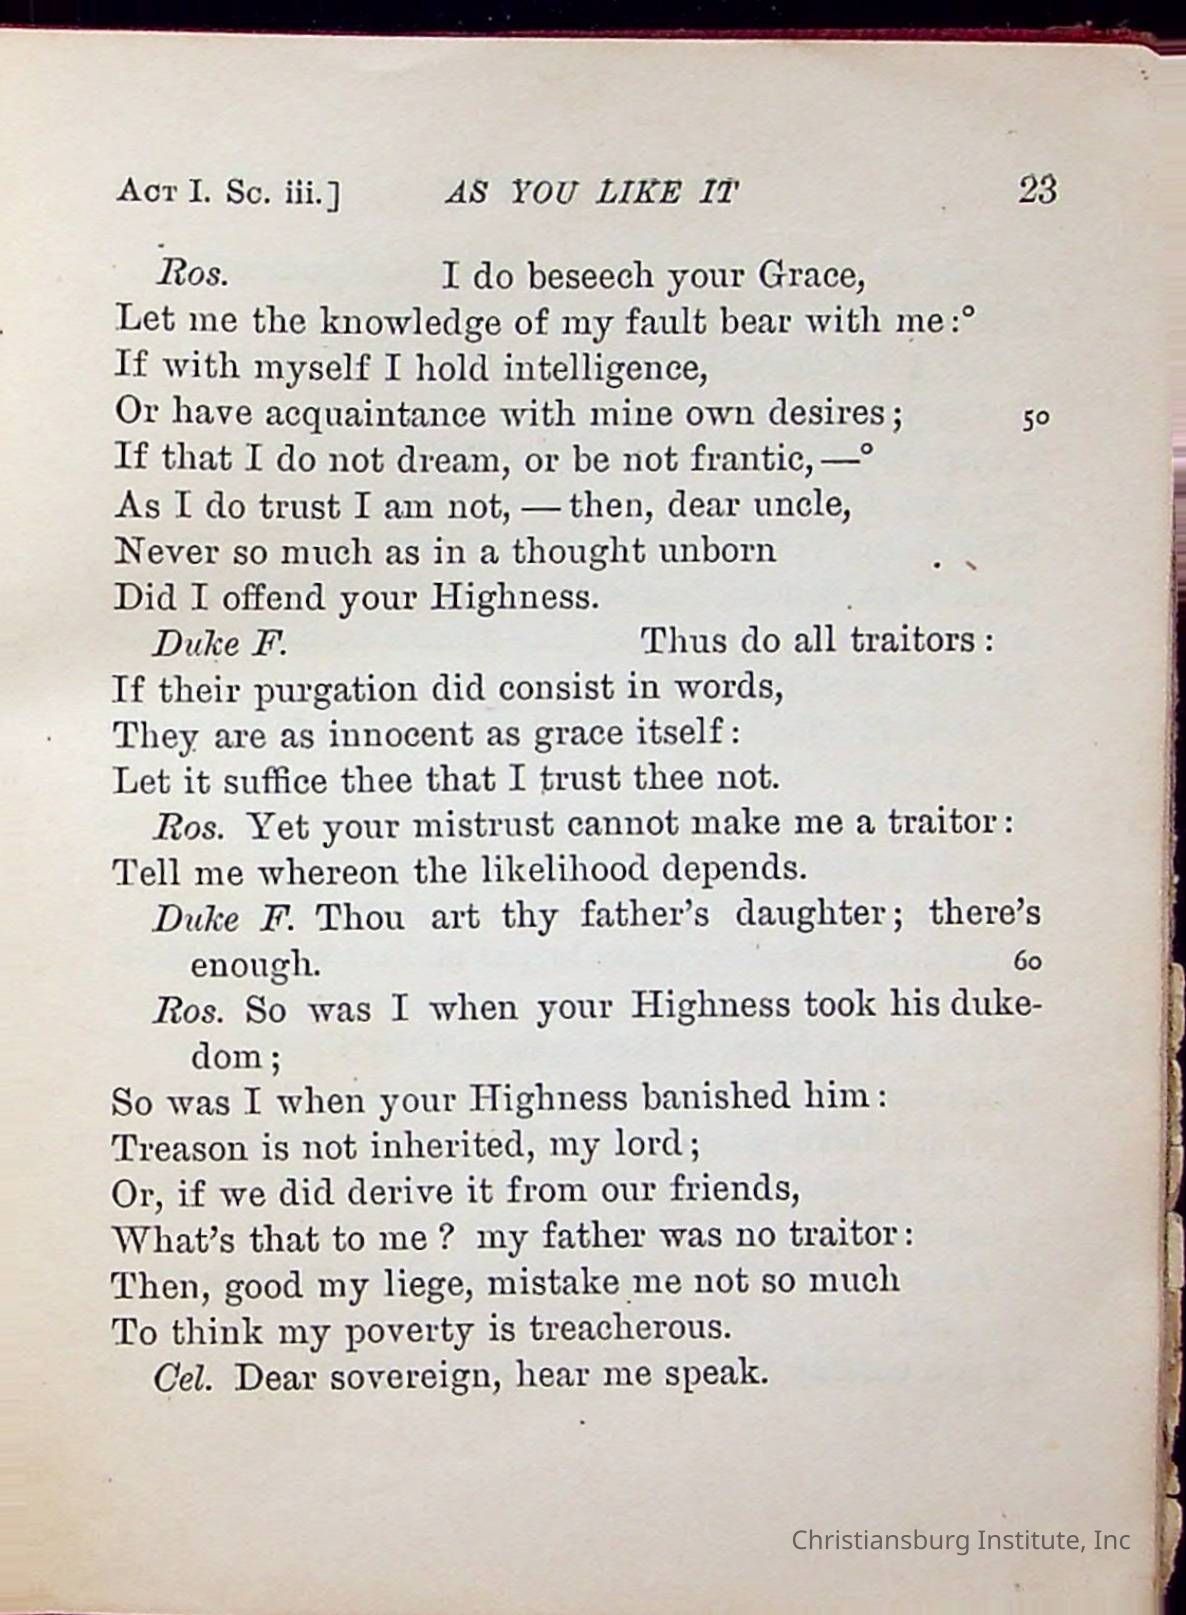 Act I. Sc. iii.] AS YOU LIKE IT 23
Ros. I do beseech your Grace,
Let me the knowledge of my fault bear with me:°
If with myself I hold intelligence,
Or have acquaintance with mine own desires; 50
If that I do not dream, or be not frantic,—°
As I do trust I am not, — then, dear uncle,
Never so much as in a thought unborn
Did I offend your Highness.
Duke F. Thus do all traitors:
If their purgation did consist in words,
They are as innocent as grace itself:
Let it suffice thee that I trust thee not.
Ros. Yet your mistrust cannot make me a traitor:
Tell me whereon the likelihood depends.
Duke F. Thou art thy father's daughter; there's
enough. 60
Ros. So was I when your Highness took his duke-
dom;
So was I when your Highness banished him:
Treason is not inherited, my lord;
Or, if we did derive it from our friends,
What's that to me? my father was no traitor:
Then, good my liege, mistake me not so much
To think my poverty is treacherous.
Cel. Dear sovereign, hear me speak.
Christiansburg Institute, Inc